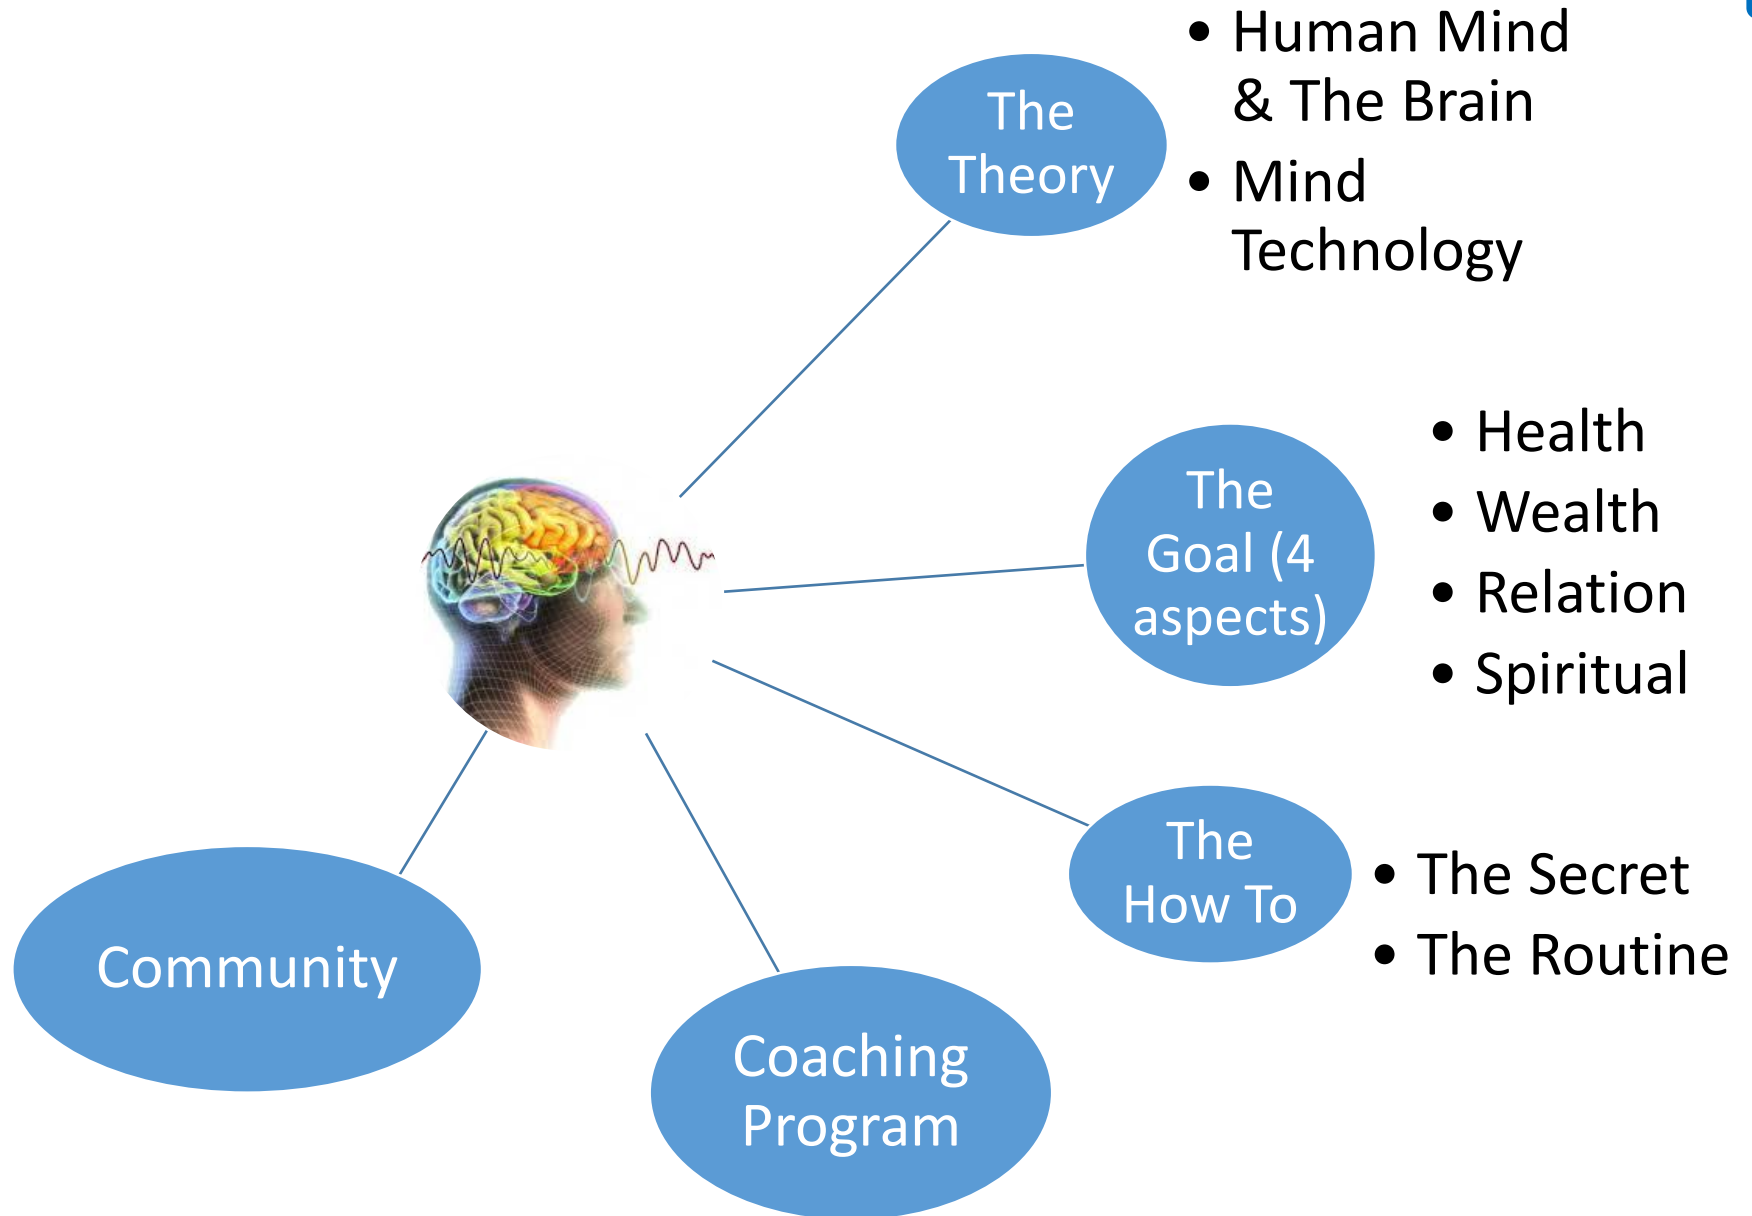 The
Theory
• Human Mind
& The Brain
• Mind
Technology
The
Goal (4
aspects)
• Health
• Wealth
• Relation
• Spiritual
The
How To
• The Secret
• The Routine
Coaching
Program
Community